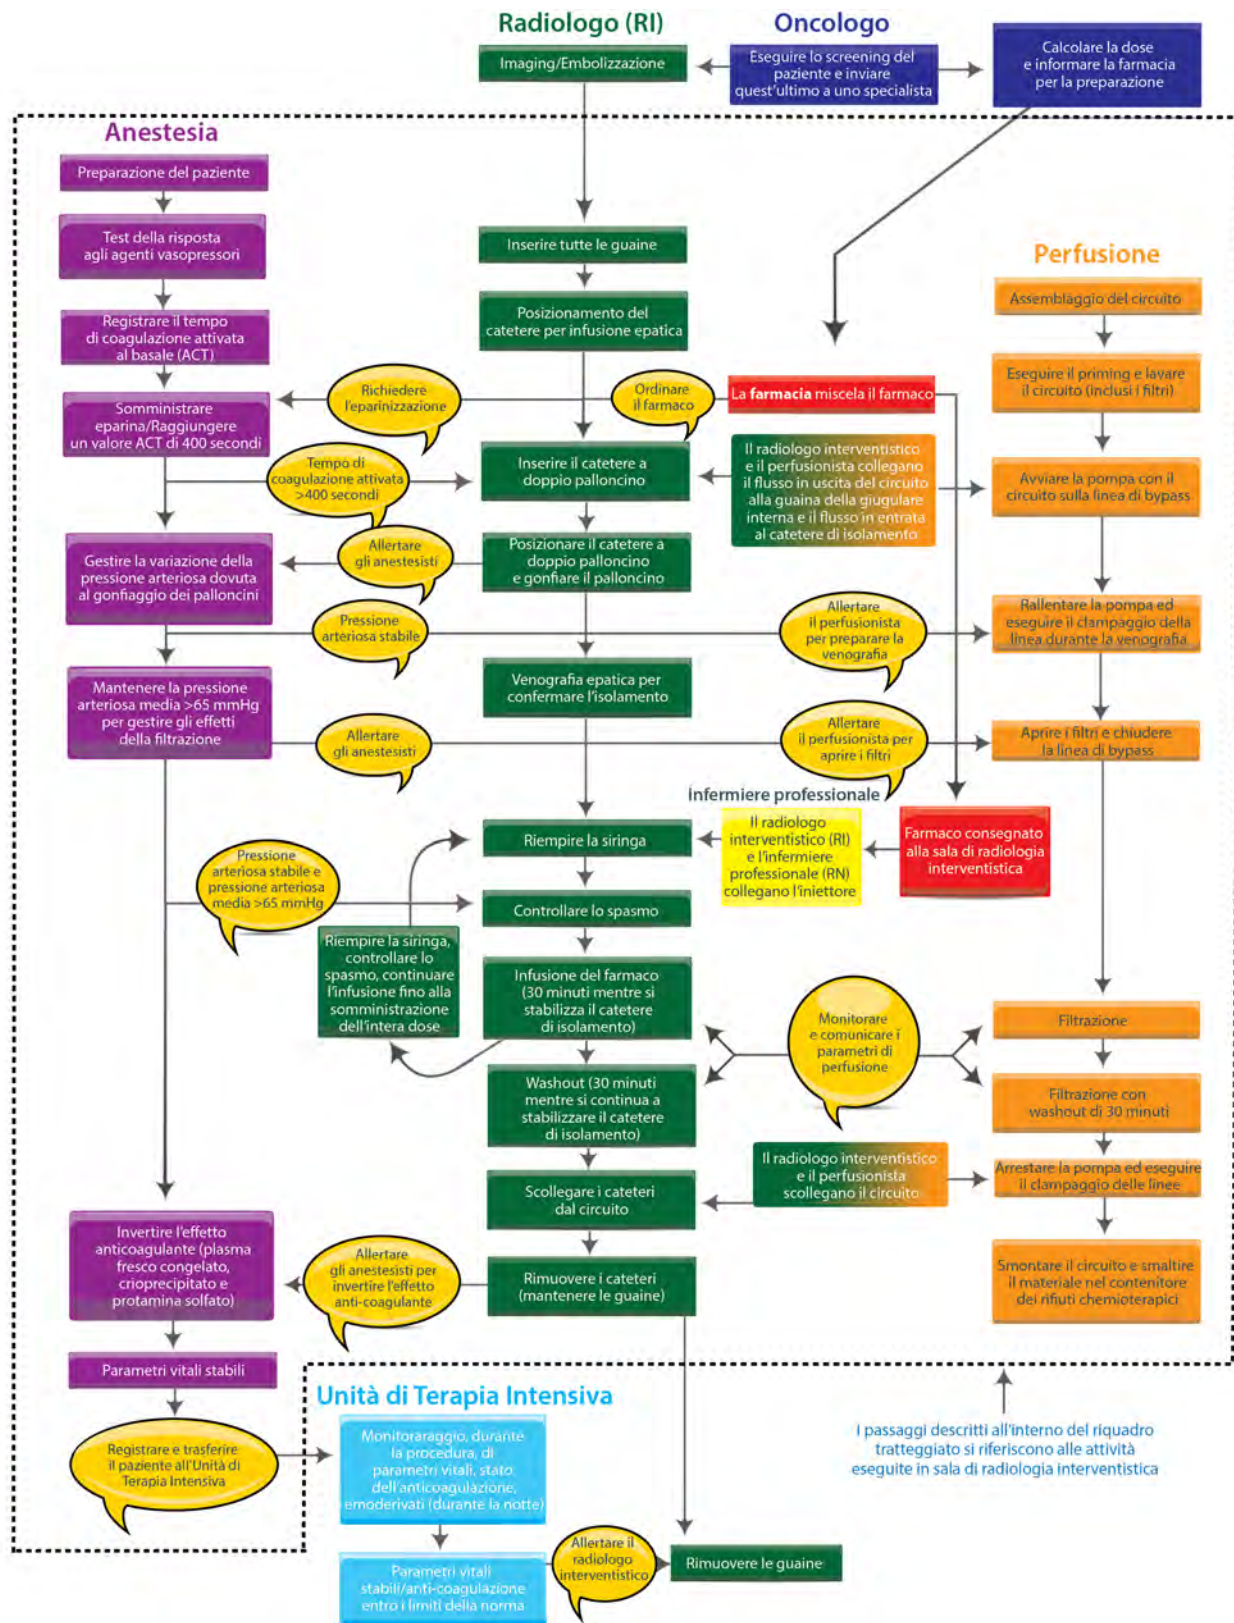 Radiologo (RI)
Oncologo
Imaging/Embolizzazione
Eseguire lo screening del
paziente e inviare
quest'ultimo a uno specialista
Calcolare la dose
e informare la farmacia
per la preparazione
Anestesia
Preparazione del paziente
Test della risposta
agli agenti vasopressori
Registrare il tempo
di coagulazione attivata
al basale (ACT)
Somministrare
eparina/Raggiungere
un valore ACT di 400 secondi
Gestire la variazione della
pressione arteriosa dovuta
al gonfiaggio dei palloncini
Mantenere la pressione
arteriosa media >65 mmHg
per gestire gli effetti
della filtrazione
Inserire tutte le guaine
Posizionamento del
catetere per infusione epatica
Richiedere
l'eparinizzazione
Ordinare
il farmaco
La farmacia miscela il farmaco
Tempo di
coagulazione attivata
>400 secondi
Inserire il catetere a
doppio palloncino
Il radiologo interventistico
e il perfusionista collegano
il flusso in uscita del circuito
alla guaina della giugulare
interna e il flusso in entrata
al catetere di isolamento
Allertare
gli anestesisti
Posizionare il catetere a
doppio palloncino
e gonfiare il palloncino
Pressione
arteriosa stabile
Allertare
il perfusionista
per preparare la
venografia
Venografia epatica per
confermare l'isolamento
Allertare
gli anestesisti
Allertare
il perfusionista per
aprire i filtri
Perfusione
Assemblaggio del circuito
Eseguire il priming e lavare
il circuito (inclusi i filtri)
Avviare la pompa con il
circuito sulla linea di bypass
Rallentare la pompa ed
eseguire il clampaggio della
linea durante la venografia
Aprire i filtri e chiudere
la linea di bypass
Infermiere professionale
Riempire la siringa
Il radiologo
interventistico (RI)
e l'infermiere
professionale (RN)
collegano l'iniettore
Farmaco consegnato
alla sala di radiologia
interventistica
Pressione
arteriosa stabile e
pressione arteriosa
media >65 mmHg
Controllare lo spasmo
Riempire la siringa,
controllare lo
spasmo, continuare
l'infusione fino alla
somministrazione
dell'intera dose
Infusione del farmaco
(30 minuti mentre si
stabilizza il catetere
di isolamento)
Monitorare
e comunicare i
parametri di
perfusione
Filtrazione
Washout (30 minuti
mentre si continua a
stabilizzare il catetere
di isolamento)
Filtrazione con
washout di 30 minuti
Il radiologo interventistico
e il perfusionista
scollegano il circuito
Arrestare la pompa ed eseguire
il clampaggio delle linee
Scollegare i cateteri
dal circuito
Invertire l'effetto
anticoagulante (plasma
fresco congelato,
crioprecipitato e
protamina solfato)
Allertare
gli anestesisti per
invertire l'effetto
anti-coagulante
Rimuovere i cateteri
(mantenere le guaine)
Smontare il circuito e smaltire
il materiale nel contenitore
dei rifiuti chemioterapici
Parametri vitali stabili
Registrare e trasferire
il paziente all'Unità di
Terapia Intensiva
Unità di Terapia Intensiva
Monitoraraggio, durante
la procedura, di
parametri vitali, stato
dell'anticoagulazione,
emoderivati (durante la notte)
I passaggi descritti all'interno del riquadro
tratteggiato si riferiscono alle attività
eseguite in sala di radiologia interventistica
Parametri vitali
stabili/anti-coagulazione
entro i limiti della norma
Allertare il
radiologo
interventistico
Rimuovere le guaine